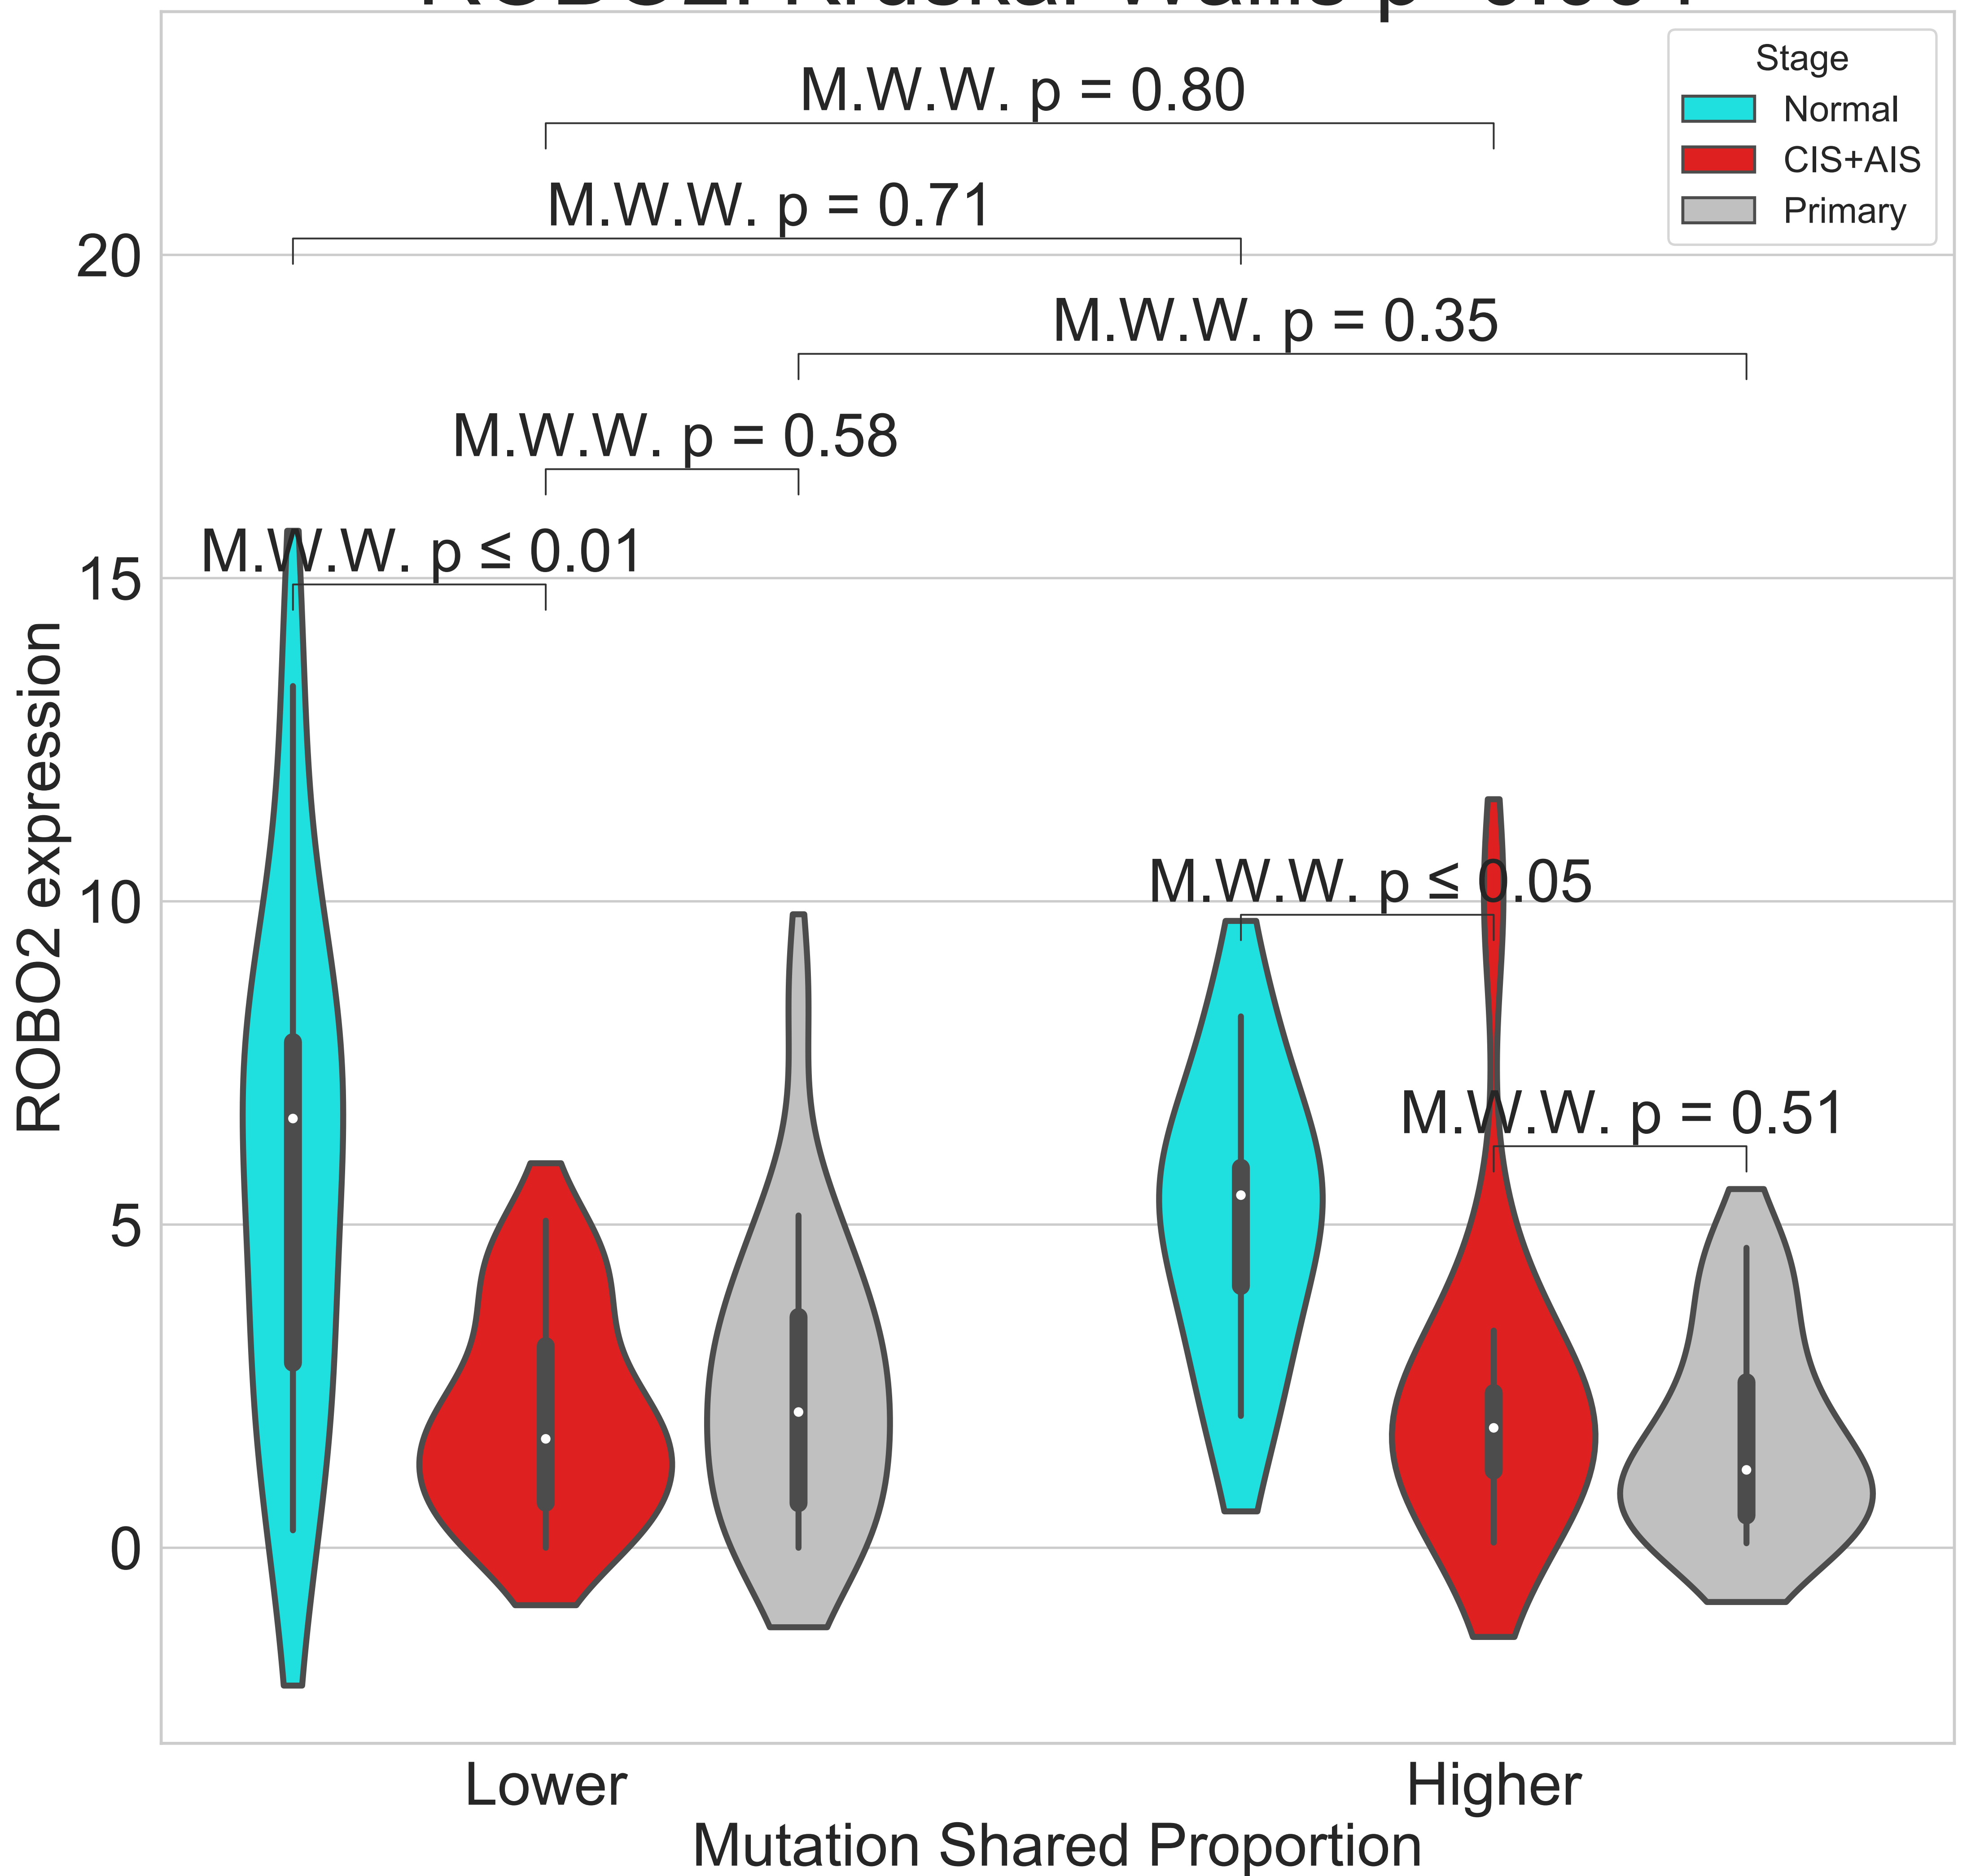 Stage
Normal
CIS+AIS
Primary
M.W.W. p = 0.80
M.W.W. p = 0.71
M.W.W. p = 0.35
M.W.W. p = 0.58
M.W.W. p ≤ 0.01
M.W.W. p ≤ 0.05
M.W.W. p = 0.51
20
15
10
5
0
ROBO2 expression
Lower
Higher
Mutation Shared Proportion